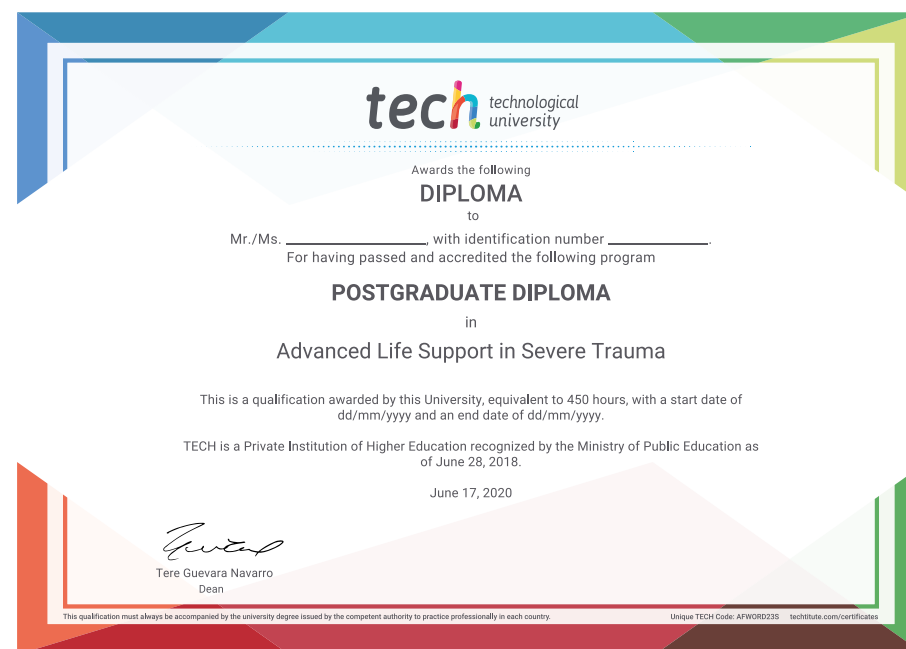 tech technological
university
Awards the following
DIPLOMA
to
Mr./Ms. ____________________, with identification number ______________.
For having passed and accredited the following program
POSTGRADUATE DIPLOMA
in
Advanced Life Support in Severe Trauma
This is a qualification awarded by this University, equivalent to 450 hours, with a start date of
dd/mm/yyyy and an end date of dd/mm/yyyy.
TECH is a Private Institution of Higher Education recognized by the Ministry of Public Education as
of June 28, 2018.
June 17, 2020
Tere Guevara Navarro
Dean
This qualification must always be accompanied by the university degree issued by the competent authority to practice professionally in each country. Unique TECH Code: AFWORD23S techtitute.com/certificates